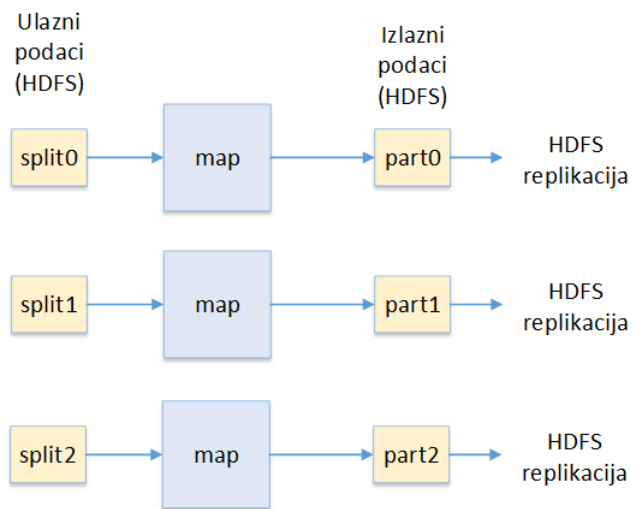 Ulazni
podaci
(HDFS)
Izlazni
podaci
(HDFS)
split0
map
part0
HDFS
replikacija
split1
map
part1
HDFS
replikacija
split2
map
part2
HDFS
replikacija